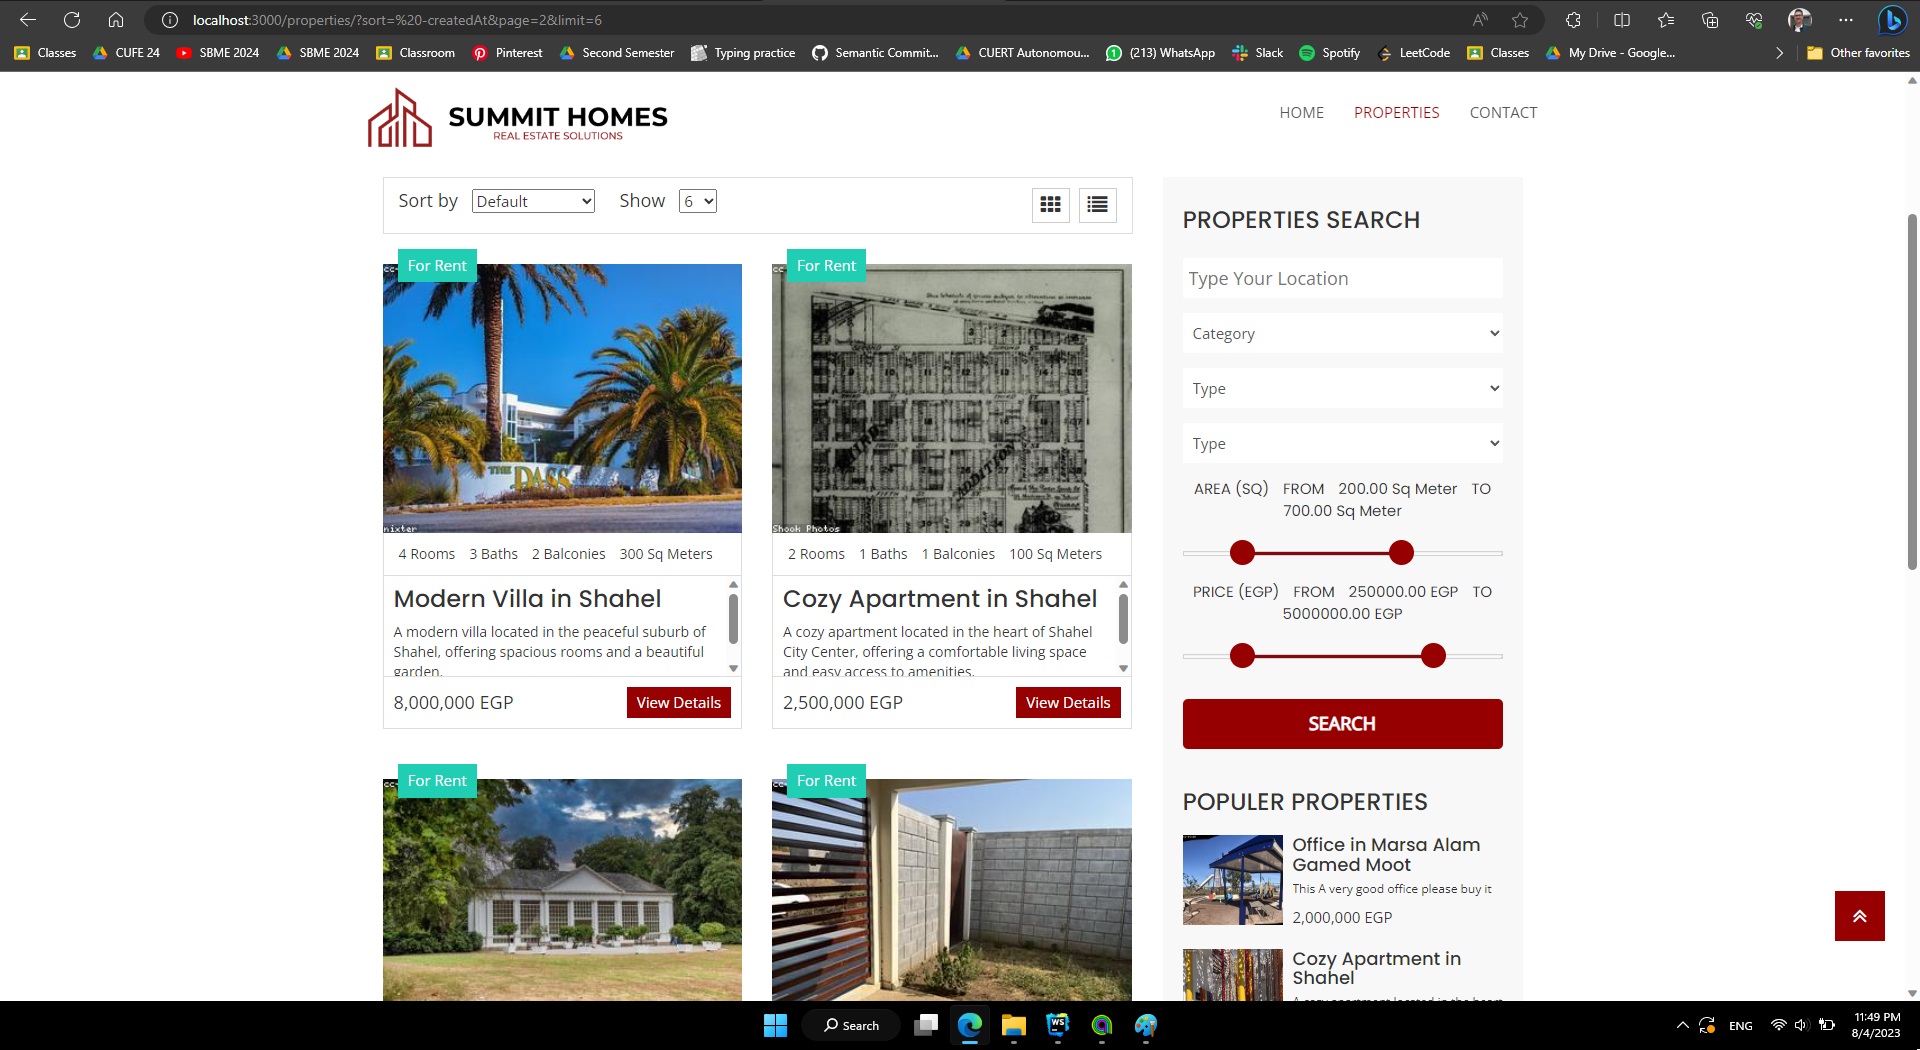 localhost:3000/properties/?sort=%20-createdAt&page=2&limit=6
Classes
CUFE 24
SBME 2024
SBME 2024
Classroom
Pinterest
Second Semester
Typing practice
Semantic Commit...
CUERT Autonomou...
(213) WhatsApp
Slack
Spotify
LeetCode
Classes
My Drive - Google...
Other favorites
SUMMIT HOMES
REAL ESTATE SOLUTIONS
HOME
PROPERTIES
CONTACT
Sort by
Default
Show
6
For Rent
THE PASS
nixter
4 Rooms 3 Baths 2 Balconies 300 Sq Meters
Modern Villa in Shahel
A modern villa located in the peaceful suburb of
Shahel, offering spacious rooms and a beautiful
garden.
8,000,000 EGP
View Details
For Rent
ADDITION
Shook Photos
2 Rooms 1 Baths 1 Balconies 100 Sq Meters
Cozy Apartment in Shahel
A cozy apartment located in the heart of Shahel
City Center, offering a comfortable living space
and easy access to amenities.
2,500,000 EGP
View Details
For Rent
For Rent
PROPERTIES SEARCH
Type Your Location
Category
Type
Type
AREA (SQ) FROM 200.00 Sq Meter TO
700.00 Sq Meter
PRICE (EGP) FROM 250000.00 EGP TO
5000000.00 EGP
SEARCH
POPULER PROPERTIES
Office in Marsa Alam
Gamed Moot
This A very good office please buy it
2,000,000 EGP
Cozy Apartment in
Shahel
A cozy apartment located in the heart
Search
ENG
11:49 PM
8/4/2023